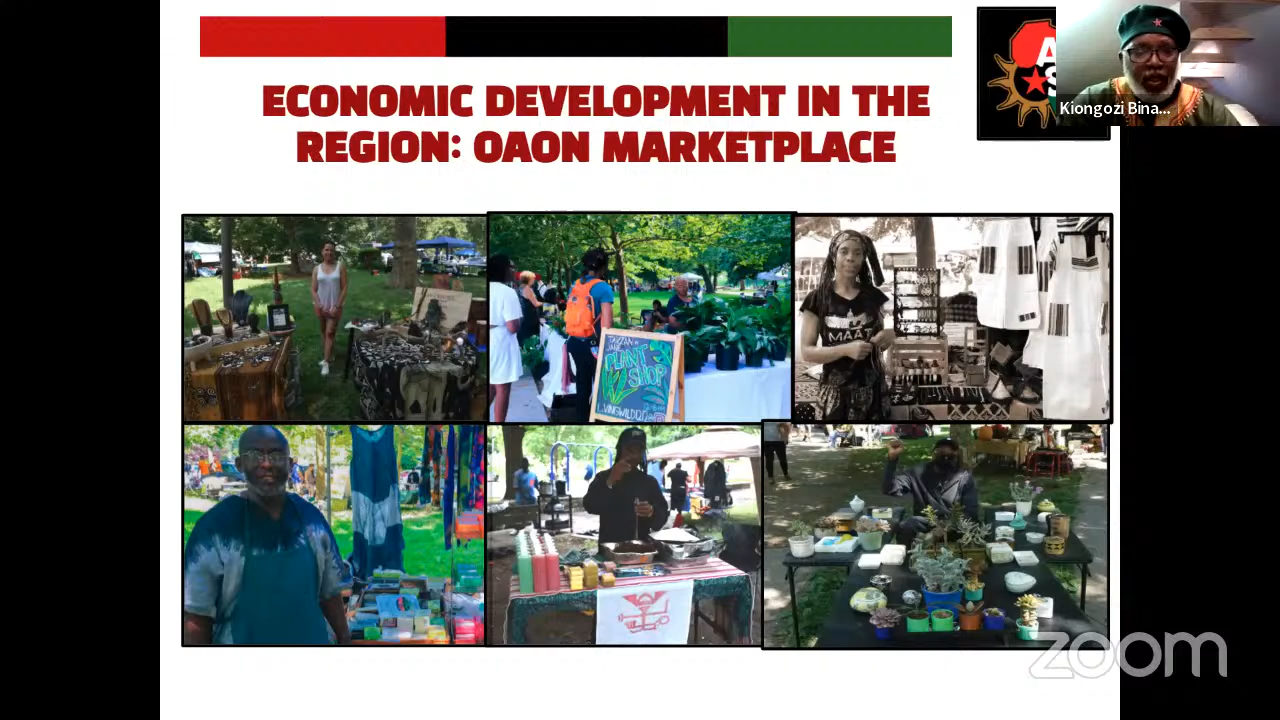 ECONOMIC DEVELOPMENT IN THE
REGION: OAON MARKETPLACE
Kiongozi Bina...
MAAT
PLANT
SHOP
zoom